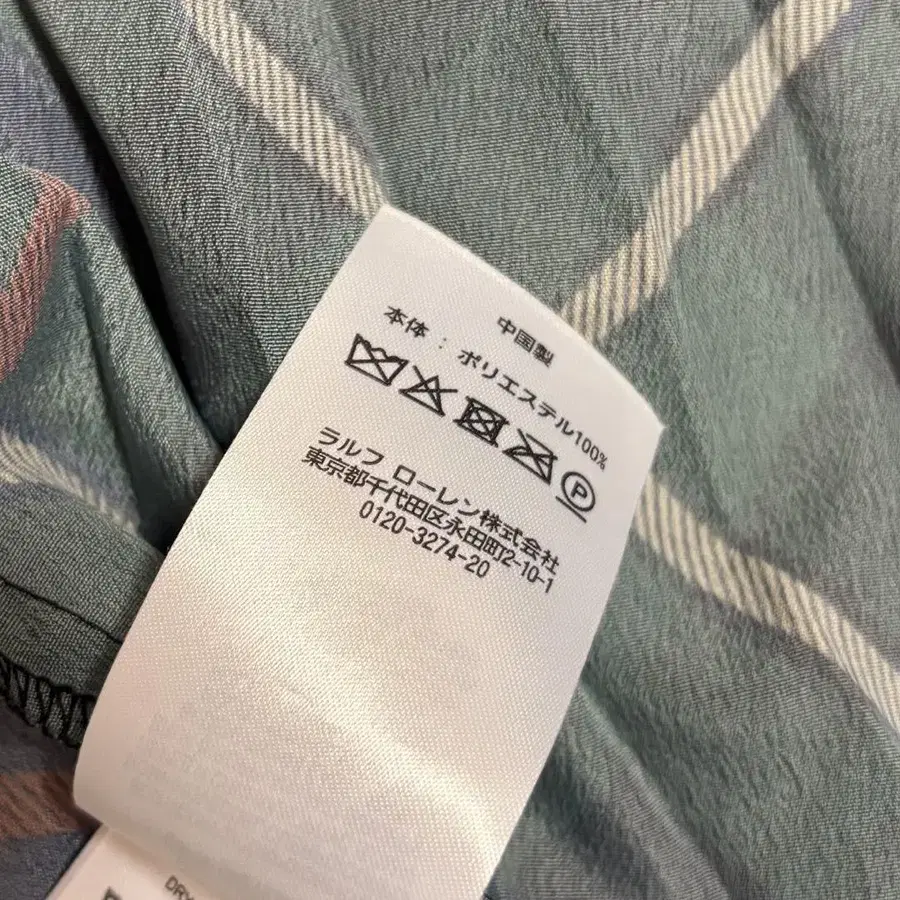 中国製
本体：ポリエステル100%
P
ラルフ ローレン株式会社
東京都千代田区永田町2-10-1
0120-3274-20
DRY